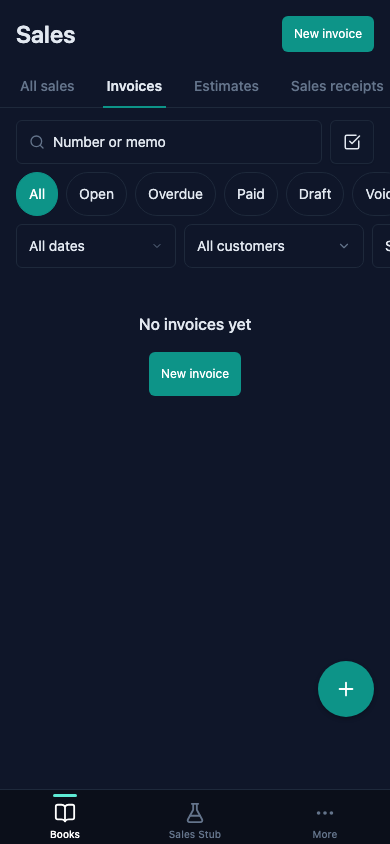 Sales
New invoice
All sales Invoices Estimates Sales receipts
Number or memo
All Open Overdue Paid Draft
All dates All customers
No invoices yet
New invoice
Books Sales Stub More